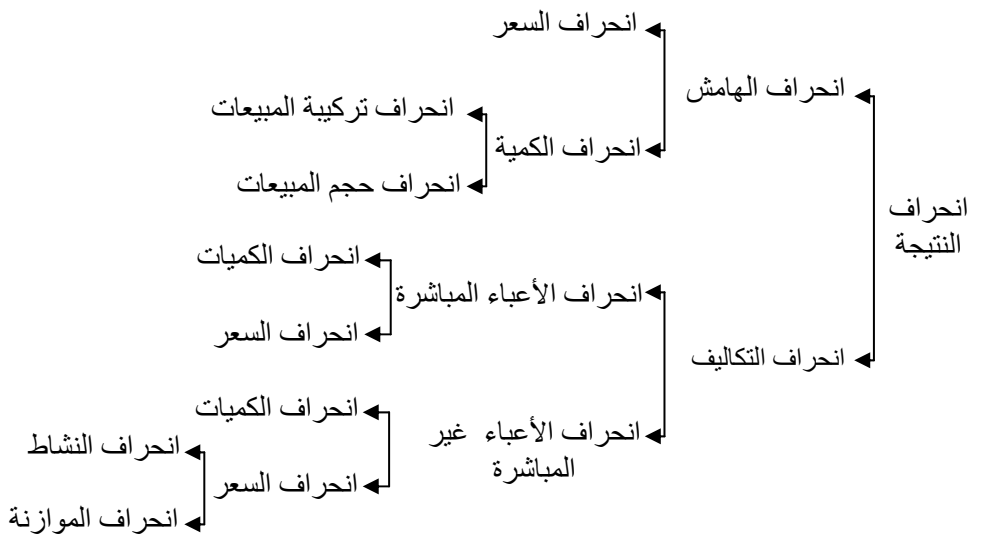 انحراف السعر
انحراف الهامش
انحراف تركيبة المبيعات
انحراف الكمية
انحراف حجم المبيعات
انحراف
النتيجة
انحراف الكميات
انحراف الأعباء المباشرة
انحراف السعر
انحراف التكاليف
انحراف الكميات
انحراف الأعباء غير
المباشرة
انحراف النشاط
انحراف السعر
انحراف الموازنة